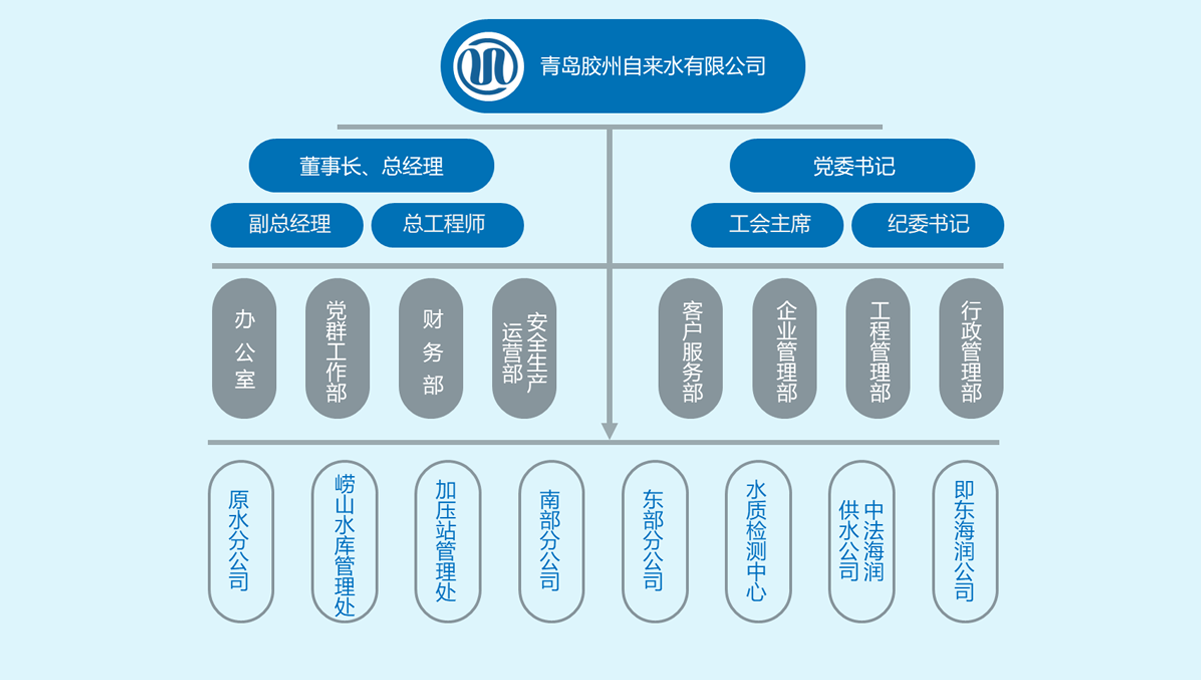 青岛胶州自来水有限公司
董事长、总经理
党委书记
副总经理
总工程师
工会主席
纪委书记
办公室
党群工作部
财务部
安全生产
运营部
客户服务部
企业管理部
工程管理部
行政管理部
原水分公司
崂山水库管理处
加压站管理处
南部分公司
东部分公司
水质检测中心
中法海润
供水公司
即东海润公司